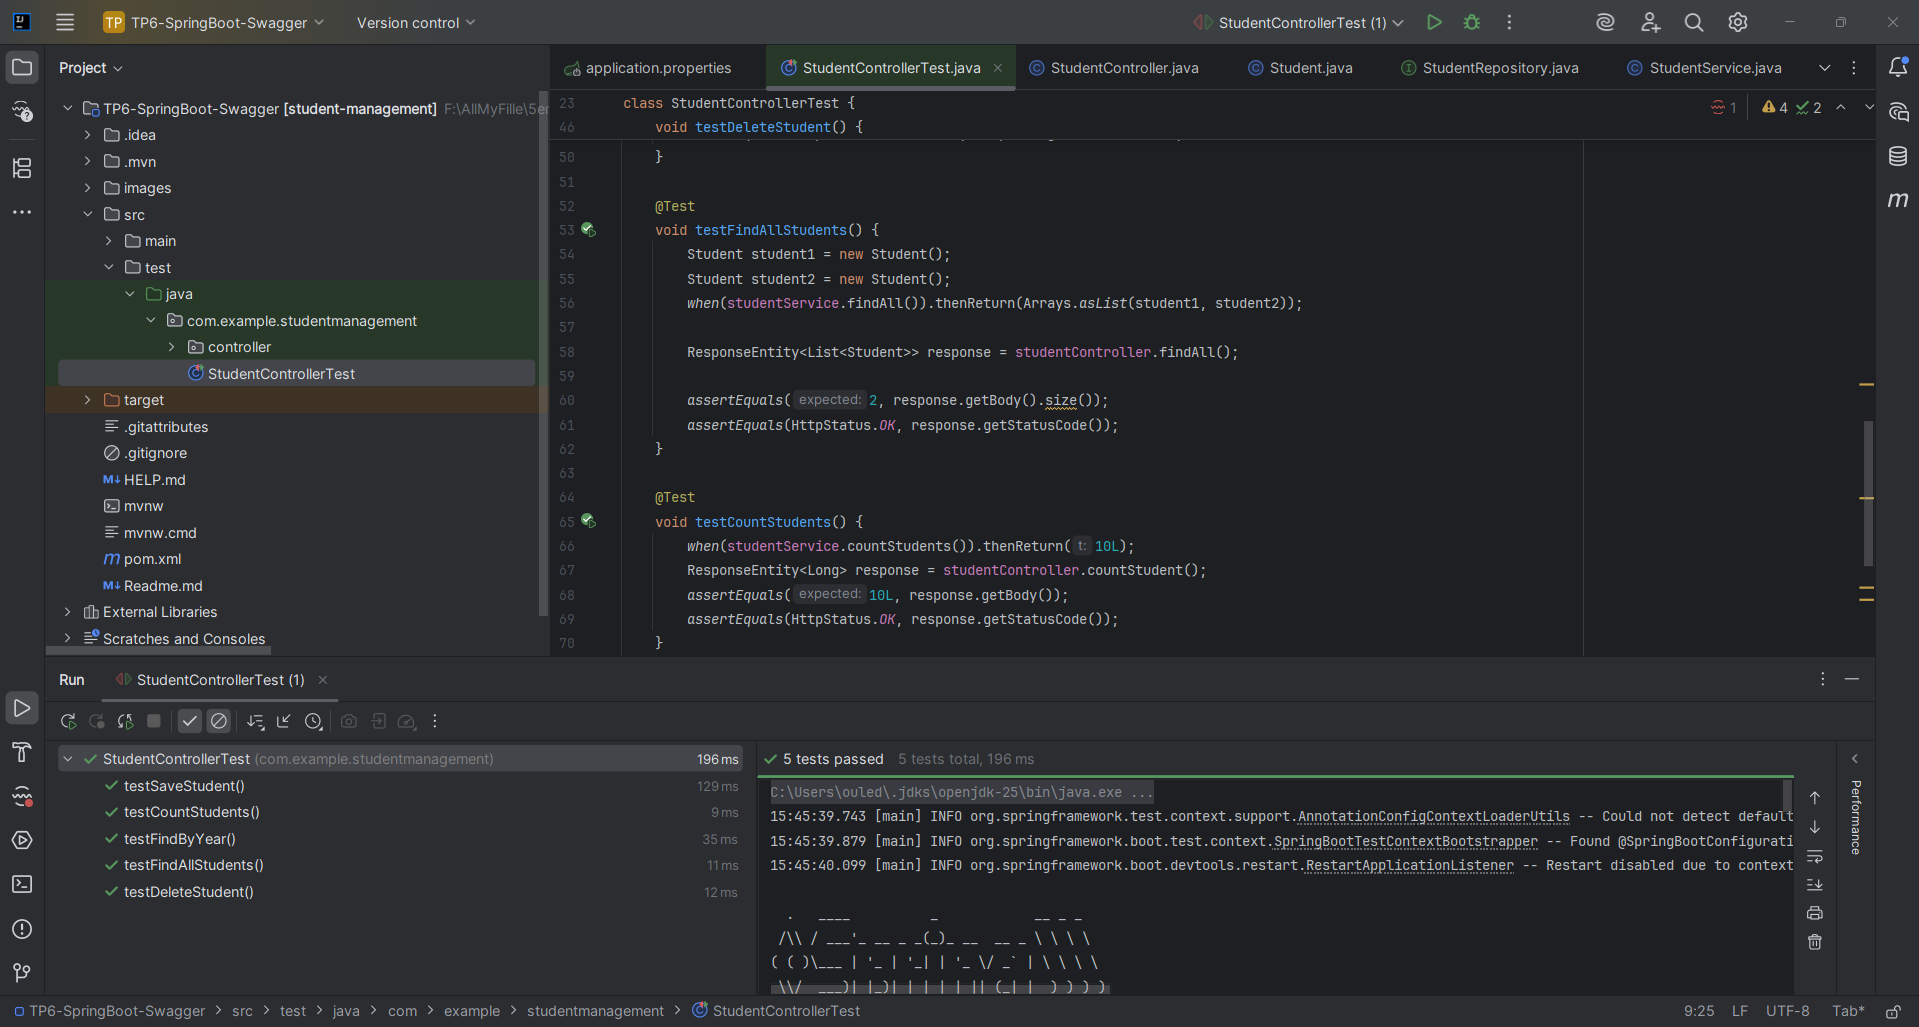 TP TP6-SpringBoot-Swagger Version control StudentControllerTest (1)
Project
TP6-SpringBoot-Swagger [student-management] F:\AllMyFille\5er
.idea
.mvn
images
src
main
test
java
com.example.studentmanagement
controller
StudentControllerTest
target
.gitattributes
.gitignore
M↓ HELP.md
mvnw
mvnw.cmd
m pom.xml
M↓ Readme.md
External Libraries
Scratches and Consoles
application.properties StudentControllerTest.java StudentController.java Student.java StudentRepository.java StudentService.java
1 4 2
23 class StudentControllerTest {
46 void testDeleteStudent() {
50 }
51
52 @Test
53 void testFindAllStudents() {
54 Student student1 = new Student();
55 Student student2 = new Student();
56 when(studentService.findAll()).thenReturn(Arrays.asList(student1, student2));
57
58 ResponseEntity<List<Student>> response = studentController.findAll();
59
60 assertEquals( expected: 2, response.getBody().size());
61 assertEquals(HttpStatus.OK, response.getStatusCode());
62 }
63
64 @Test
65 void testCountStudents() {
66 when(studentService.countStudents()).thenReturn( t: 10L);
67 ResponseEntity<Long> response = studentController.countStudent();
68 assertEquals( expected: 10L, response.getBody());
69 assertEquals(HttpStatus.OK, response.getStatusCode());
70 }
Run StudentControllerTest (1)
StudentControllerTest (com.example.studentmanagement) 196 ms
testSaveStudent() 129 ms
testCountStudents() 9 ms
testFindByYear() 35 ms
testFindAllStudents() 11 ms
testDeleteStudent() 12 ms
5 tests passed 5 tests total, 196 ms
C:\Users\ouled\.jdks\openjdk-25\bin\java.exe ...
15:45:39.743 [main] INFO org.springframework.test.context.support.AnnotationConfigContextLoaderUtils -- Could not detect default
15:45:39.879 [main] INFO org.springframework.boot.test.context.SpringBootTestContextBootstrapper -- Found @SpringBootConfigurati
15:45:40.099 [main] INFO org.springframework.boot.devtools.restart.RestartApplicationListener -- Restart disabled due to context
Performance
TP6-SpringBoot-Swagger > src > test > java > com > example > studentmanagement > StudentControllerTest
9:25 LF UTF-8 Tab*